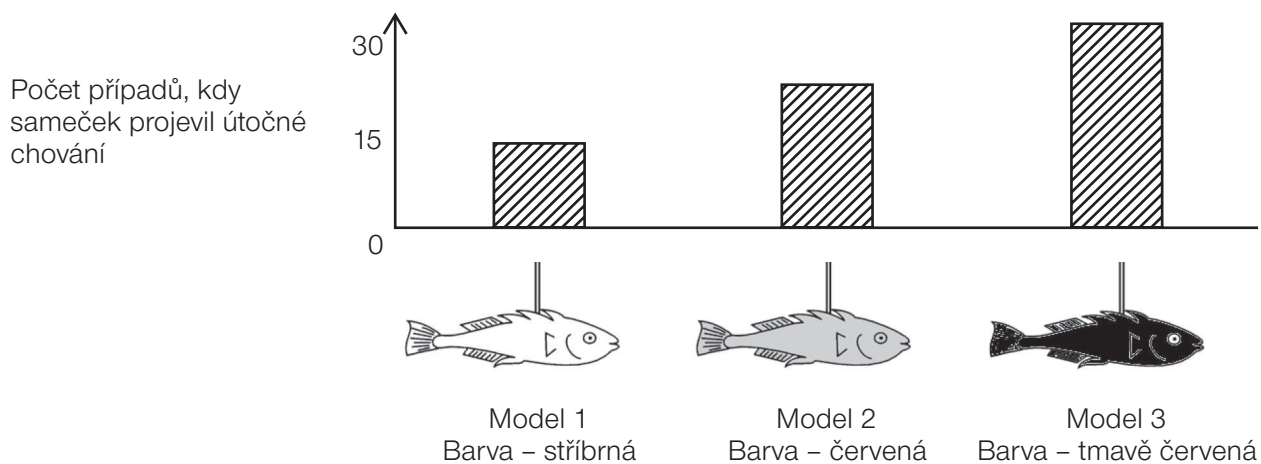 Počet případů, kdy
sameček projevil útočné
chování
30
15
0
Model 1
Barva – stříbrná
Model 2
Barva – červená
Model 3
Barva – tmavě červená